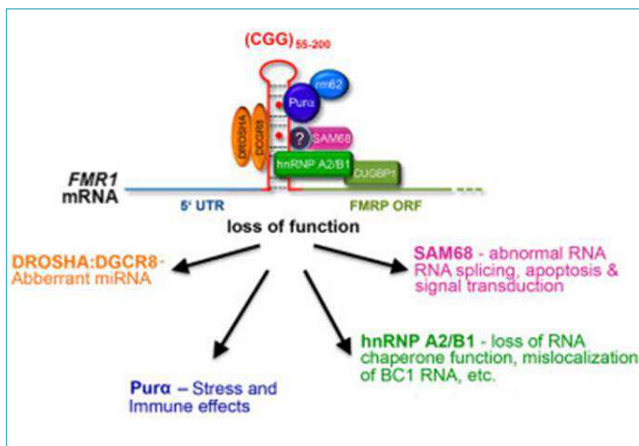 (CGG)55-200
rm62
Purα
DROSHA
DCGR8
?
SAM68
hnRNP A2/B1
CUGBP1
FMR1
mRNA
5' UTR
FMRP ORF
loss of function
DROSHA:DGCR8-
Abberrant miRNA
SAM68 - abnormal RNA
RNA splicing, apoptosis &
signal transduction
hnRNP A2/B1 - loss of RNA
chaperone function, mislocalization
of BC1 RNA, etc.
Purα – Stress and
Immune effects